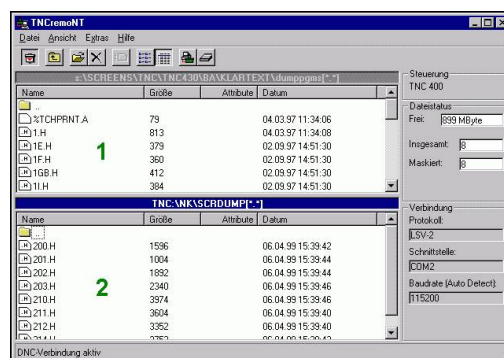 TNCremoNT
Datei Ansicht Extras Hilfe
s:\SCREENS\TNC\TNC430\BA\KLARTEXT\dumppgms[*.*]
Name Größe Attribute Datum
..
%TCHPRNT.A 79 04.03.97 11:34:06
1.H 813 04.03.97 11:34:08
1E.H 379 02.09.97 14:51:30
1F.H 360 02.09.97 14:51:30
1GB.H 412 02.09.97 14:51:30
1I.H 384 02.09.97 14:51:30
1
TNC:\NK\SCRDUMP[*.*]
Name Größe Attribute Datum
..
200.H 1596 06.04.99 15:39:42
201.H 1004 06.04.99 15:39:44
202.H 1892 06.04.99 15:39:44
203.H 2340 06.04.99 15:39:46
210.H 3974 06.04.99 15:39:46
211.H 3604 06.04.99 15:39:40
212.H 3352 06.04.99 15:39:40
2
Steuerung
TNC 400
Dateistatus
Frei: 899 MByte
Insgesamt: 8
Maskiert: 8
Verbindung
Protokoll:
LSV-2
Schnittstelle:
COM2
Baudrate (Auto Detect):
115200
DNC-Verbindung aktiv